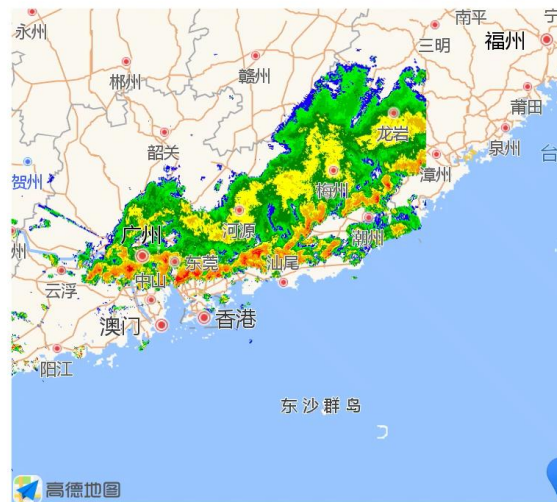 永州
南平
宁
三明
福州
郴州
赣州
莆田
龙岩
泉州
韶关
台
贺州
梅州
漳州
河源
潮州
广州
州
东莞
汕尾
云浮
中山
澳门
香港
阳江
东沙群岛
高德地图